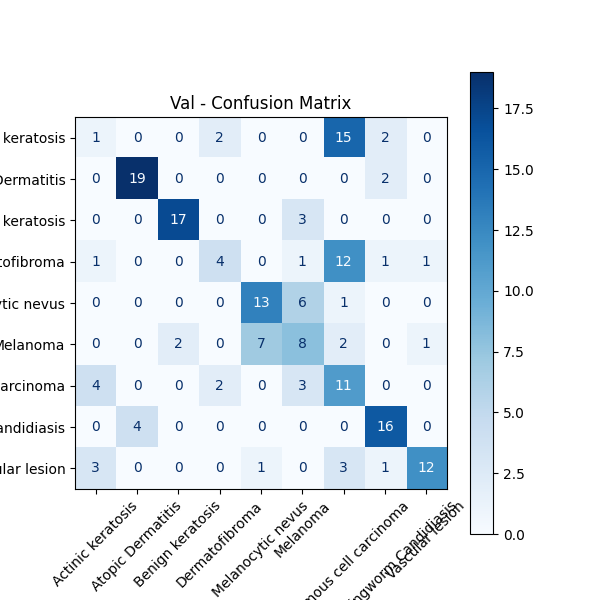 Val - Confusion Matrix
keratosis 1 0 0 2 0 0 15 2 0
Dermatitis 0 19 0 0 0 0 0 2 0
keratosis 0 0 17 0 0 3 0 0 0
tofibroma 1 0 0 4 0 1 12 1 1
tic nevus 0 0 0 0 13 6 1 0 0
Melanoma 0 0 2 0 7 8 2 0 1
arcinoma 4 0 0 2 0 3 11 0 0
andidiasis 0 4 0 0 0 0 0 16 0
ular lesion 3 0 0 0 1 0 3 1 12
Actinic keratosis
Atopic Dermatitis
Benign keratosis
Dermatofibroma
Melanocytic nevus
Melanoma
mous cell carcinoma
ngworm Candidiasis
Vascular lesion
17.5
15.0
12.5
10.0
7.5
5.0
2.5
0.0